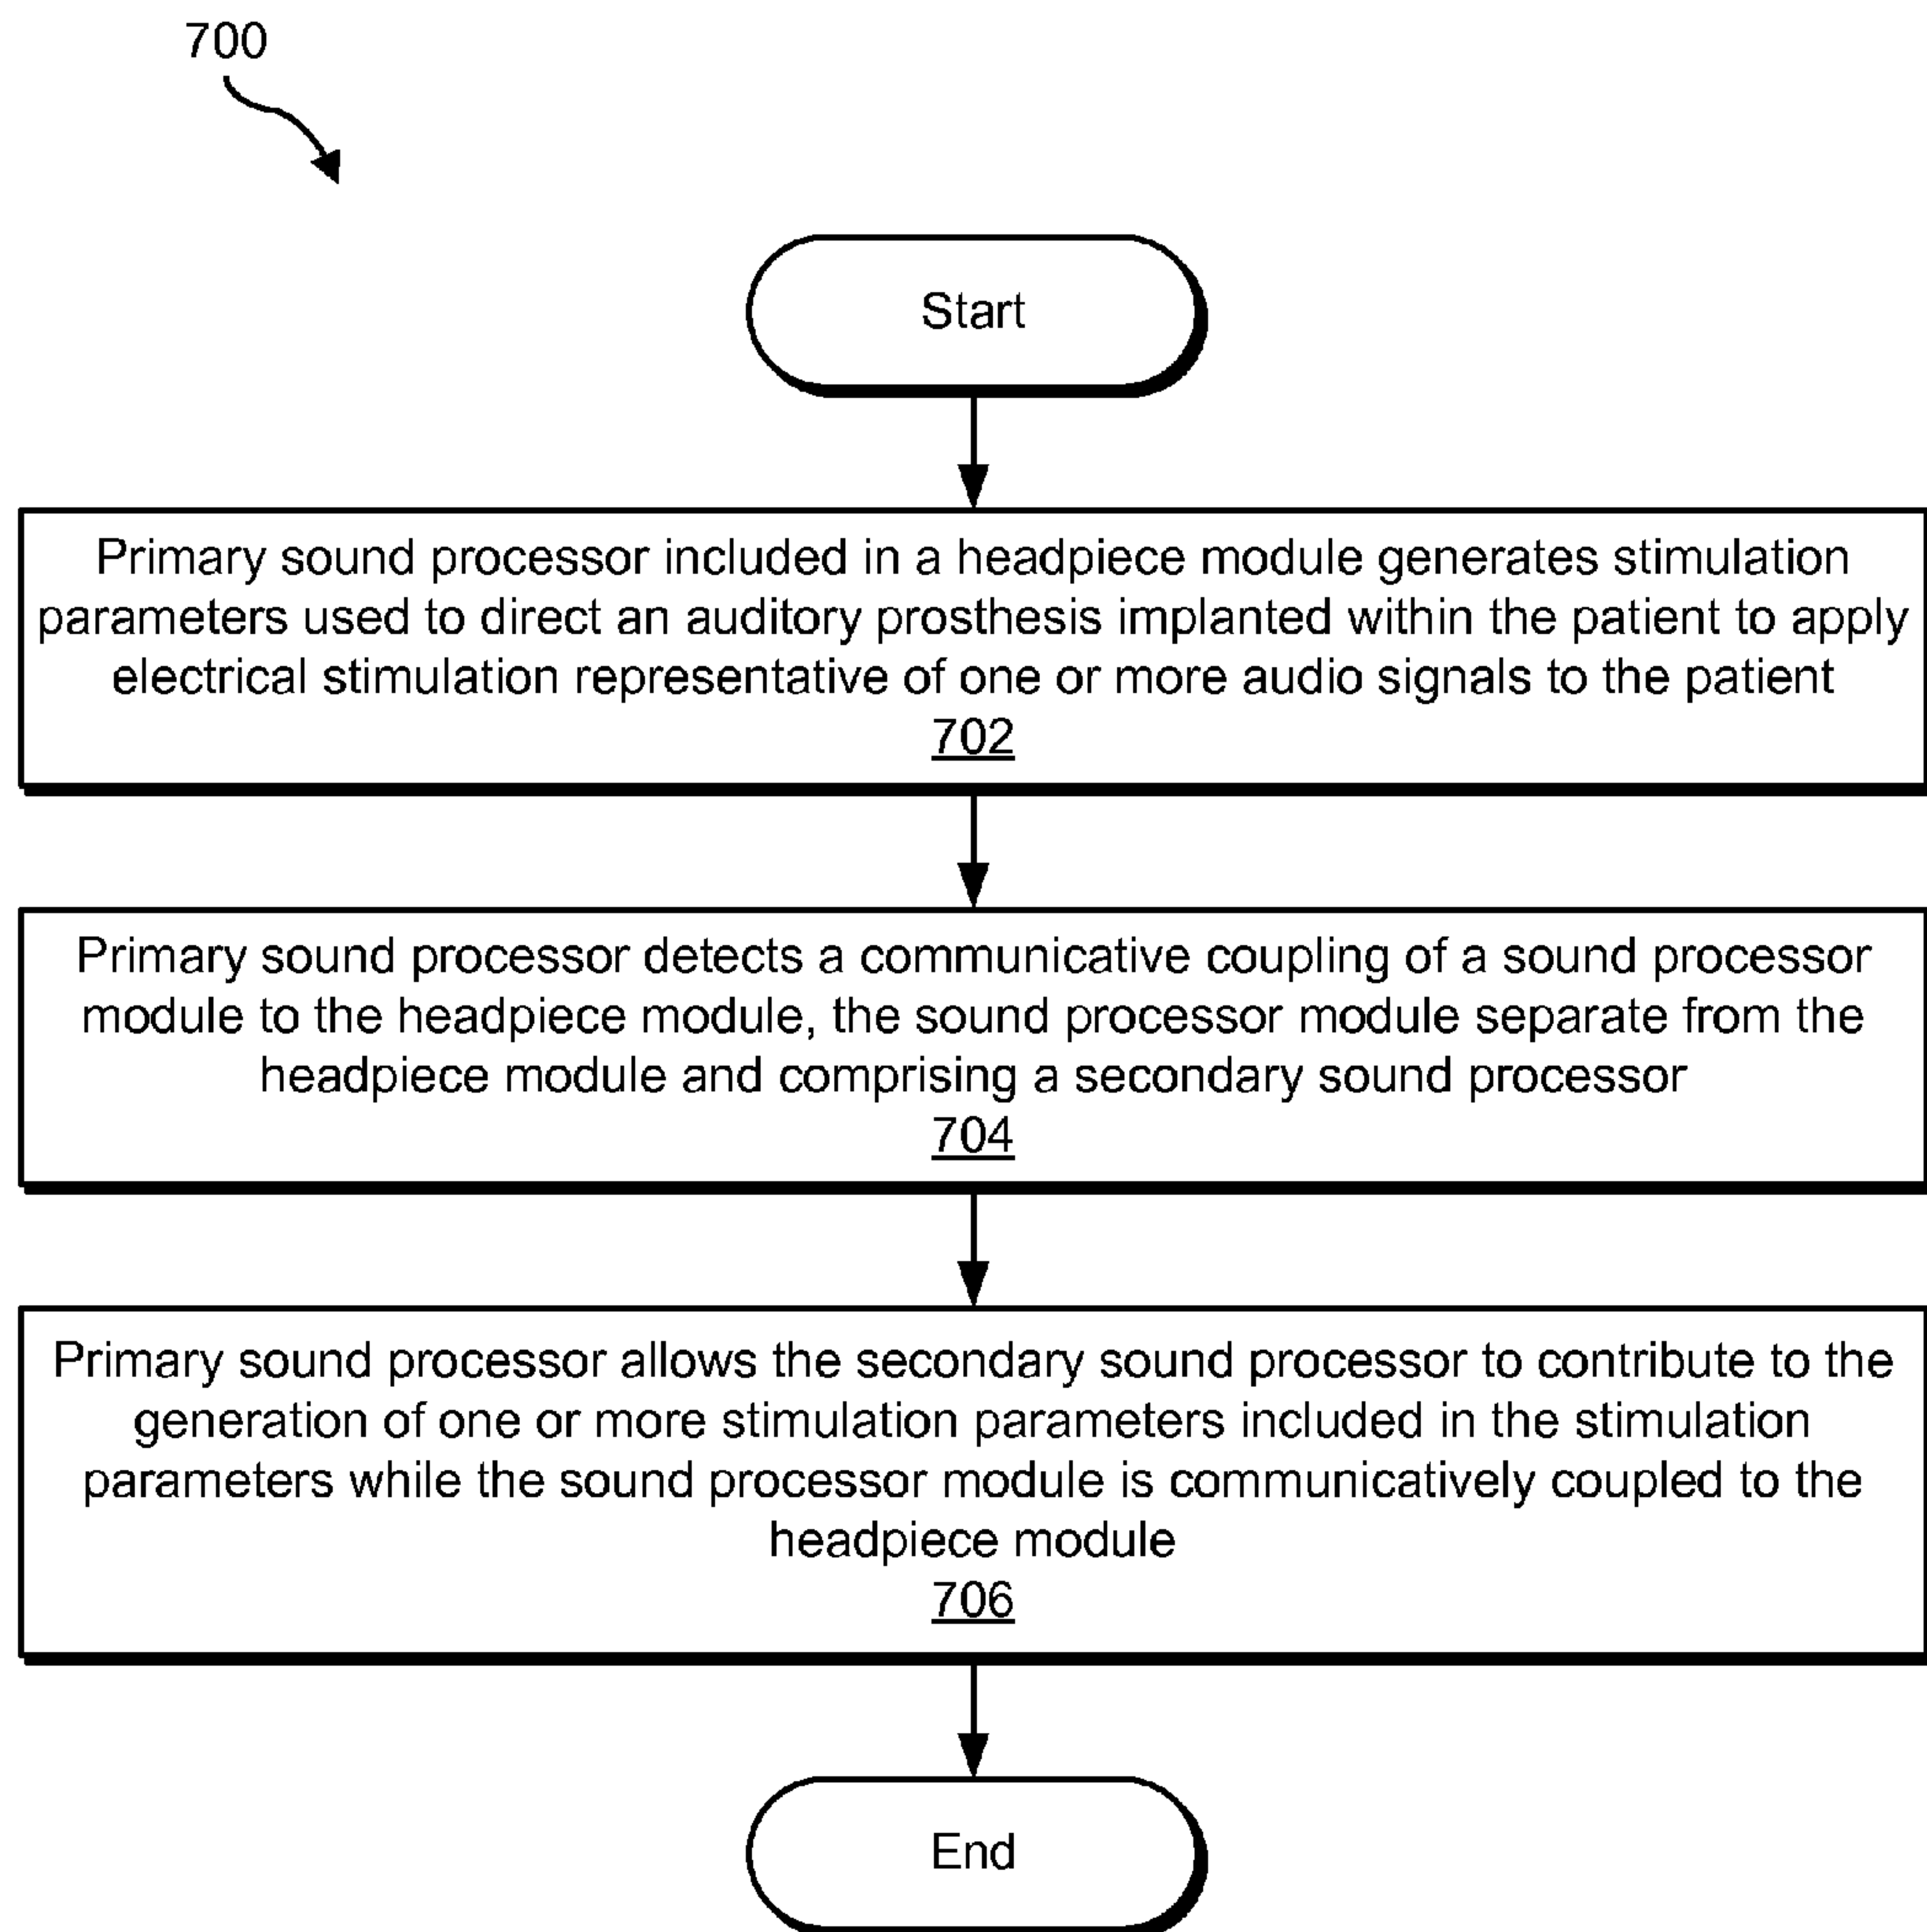 700
Start
Primary sound processor included in a headpiece module generates stimulation
parameters used to direct an auditory prosthesis implanted within the patient to apply
electrical stimulation representative of one or more audio signals to the patient
702
Primary sound processor detects a communicative coupling of a sound processor
module to the headpiece module, the sound processor module separate from the
headpiece module and comprising a secondary sound processor
704
Primary sound processor allows the secondary sound processor to contribute to the
generation of one or more stimulation parameters included in the stimulation
parameters while the sound processor module is communicatively coupled to the
headpiece module
706
End